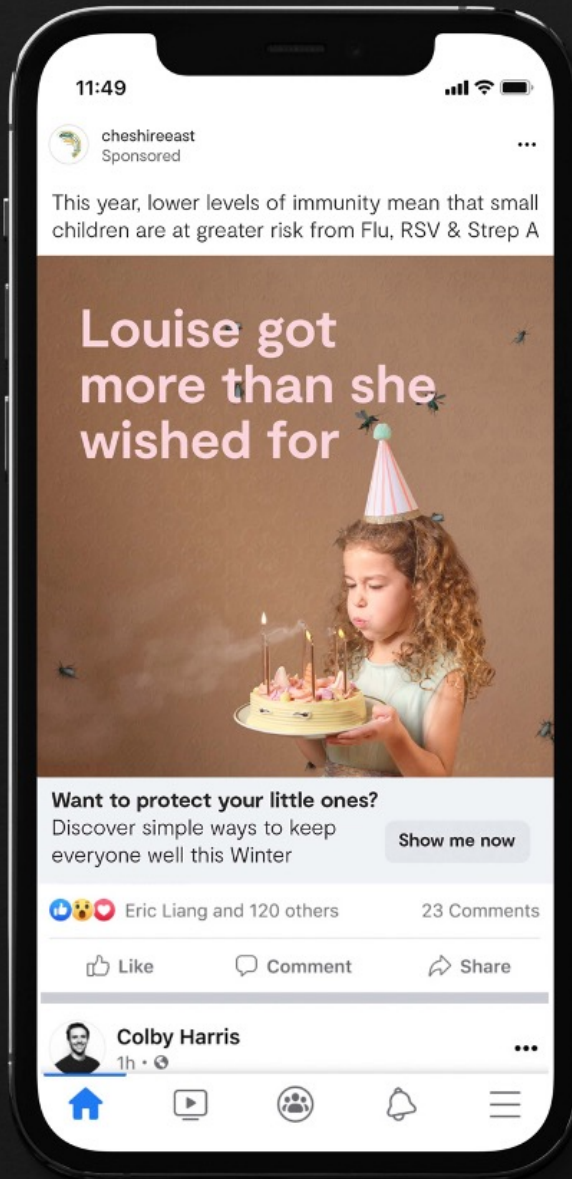 11:49
cheshireeast
Sponsored
This year, lower levels of immunity mean that small
children are at greater risk from Flu, RSV & Strep A
Louise got
more than she
wished for
Want to protect your little ones?
Discover simple ways to keep
everyone well this Winter
Show me now
Eric Liang and 120 others
23 Comments
Like
Comment
Share
Colby Harris
1h